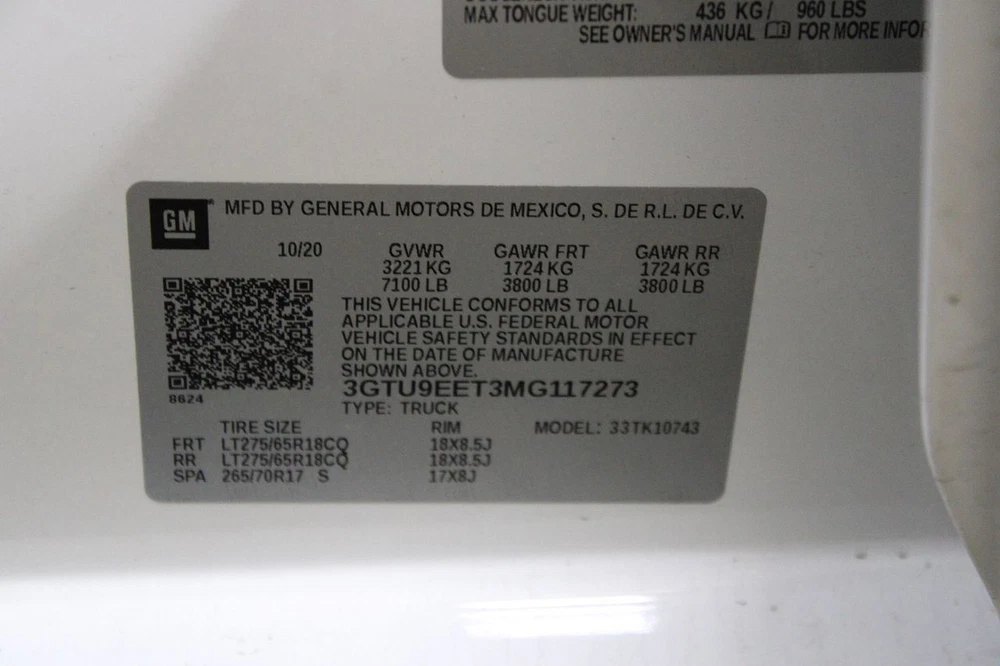 MAX TONGUE WEIGHT: 436 KG / 960 LBS
SEE OWNER'S MANUAL FOR MORE INFOR
GM
MFD BY GENERAL MOTORS DE MEXICO, S. DE R.L. DE C.V.
10/20 GVWR GAWR FRT GAWR RR
3221 KG 1724 KG 1724 KG
7100 LB 3800 LB 3800 LB
THIS VEHICLE CONFORMS TO ALL
APPLICABLE U.S. FEDERAL MOTOR
VEHICLE SAFETY STANDARDS IN EFFECT
ON THE DATE OF MANUFACTURE
SHOWN ABOVE.
3GTU9EET3MG117273
8624
TYPE: TRUCK
TIRE SIZE RIM MODEL: 33TK10743
FRT LT275/65R18CQ 18X8.5J
RR LT275/65R18CQ 18X8.5J
SPA 265/70R17 S 17X8J